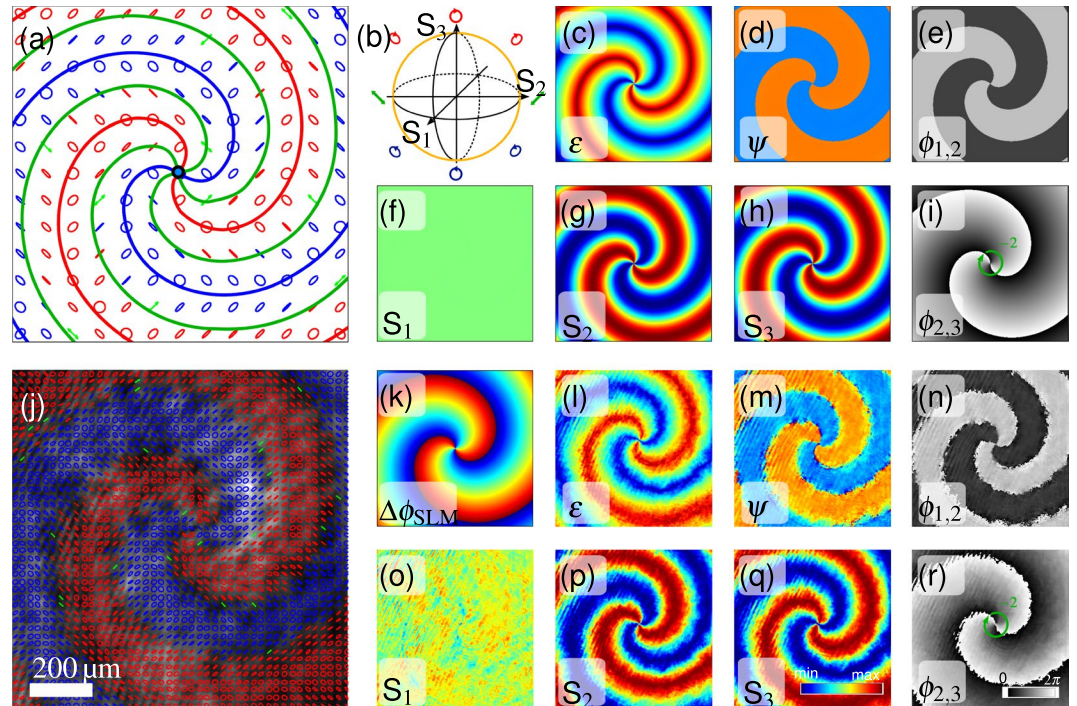 (a)
(b)
S₃
S₂
S₁
(c)
ε
(d)
ψ
(e)
ϕ₁,₂
(f)
S₁
(g)
S₂
(h)
S₃
(i)
−2
ϕ₂,₃
(j)
200 μm
(k)
Δϕ_SLM
(l)
ε
(m)
ψ
(n)
ϕ₁,₂
(o)
S₁
(p)
S₂
(q)
min max
S₃
(r)
2
0 2π
ϕ₂,₃